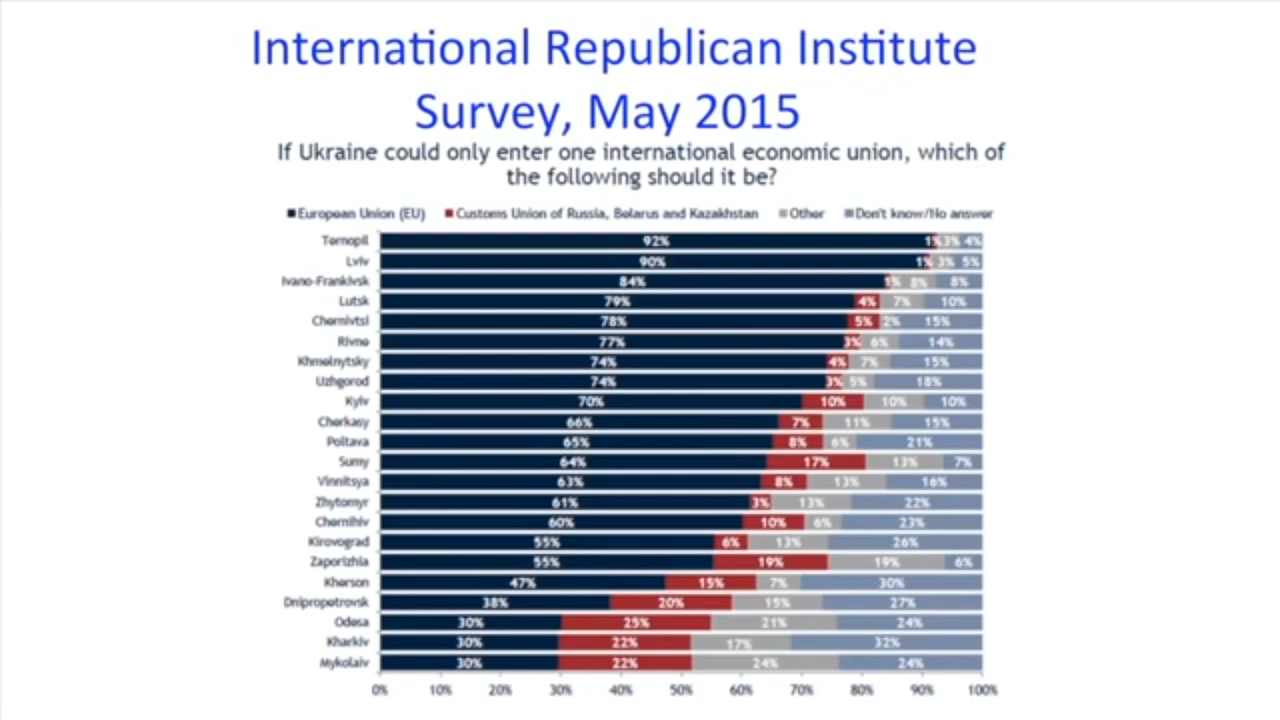 International Republican Institute
Survey, May 2015
If Ukraine could only enter one international economic union, which of
the following should it be?
European Union (EU) Customs Union of Russia, Belarus and Kazakhstan Other Don't know/No answer
Ternopil 92% 1% 3% 4%
Lviv 90% 1% 3% 5%
Ivano-Frankivsk 84% 1% 8% 8%
Lutsk 79% 4% 7% 10%
Chernivtsi 78% 5% 2% 15%
Rivne 77% 3% 6% 14%
Khmelnytsky 74% 4% 7% 15%
Uzhgorod 74% 3% 5% 18%
Kyiv 70% 10% 10% 10%
Cherkasy 66% 7% 11% 15%
Poltava 65% 8% 6% 21%
Sumy 64% 17% 13% 7%
Vinnitsya 63% 8% 13% 16%
Zhytomyr 61% 3% 13% 22%
Chernihiv 60% 10% 6% 23%
Kirovograd 55% 6% 13% 26%
Zaporizhia 55% 19% 19% 6%
Kherson 47% 15% 7% 30%
Dnipropetrovsk 38% 20% 15% 27%
Odesa 30% 25% 21% 24%
Kharkiv 30% 22% 17% 32%
Mykolaiv 30% 22% 24% 24%
0% 10% 20% 30% 40% 50% 60% 70% 80% 90% 100%